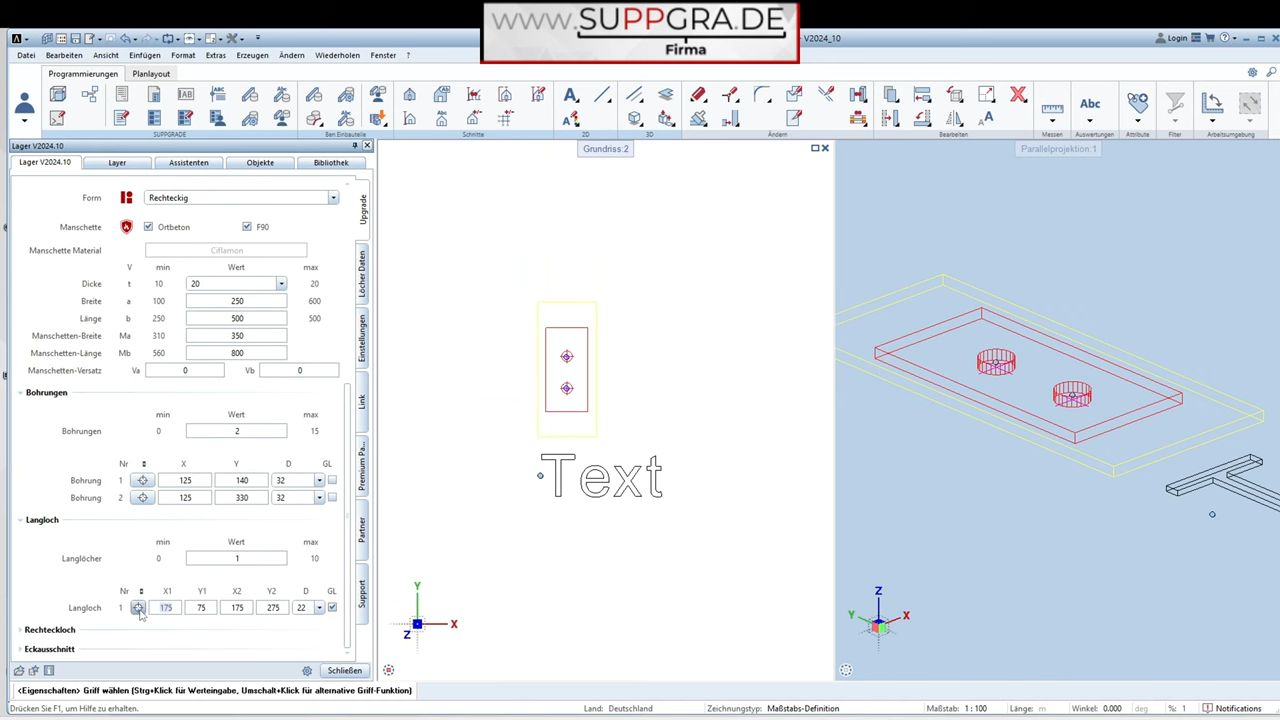 www.SUPPGRA.DE
Firma
V2024_10
Login
Datei Bearbeiten Ansicht Einfügen Format Extras Erzeugen Ändern Wiederholen Fenster ?
Programmierungen Planlayout
SUPPGRADE Ben.Einbauteile Schritte 2D 3D Ändern Bearbeiten Messen Auswertungen Attribute Filter Arbeitsumgebung
Lager V2024.10
Lager V2024.10 Layer Assistenten Objekte Bibliothek
Grundriss:2
Parallelprojektion:1
Form Rechteckig
Manschette Ortbeton F90
Manschette Material Ciflamon
V min Wert max
Dicke t 10 20 20
Breite a 100 250 600
Länge b 250 500 500
Manschetten-Breite Ma 310 350
Manschetten-Länge Mb 560 800
Manschetten-Versatz Va 0 Vb 0
Bohrungen
min Wert max
Bohrungen 0 2 15
Nr X Y D GL
Bohrung 1 125 140 32
Bohrung 2 125 330 32
Langloch
min Wert max
Langlöcher 0 1 10
Nr X1 Y1 X2 Y2 D GL
Langloch 1 175 75 175 275 22
Rechteckloch
Eckausschnitt
Schließen
Upgrade
Löcher Daten
Einstellungen
Link
Premium Pa...
Partner
Support
Text
Y
Z X
Z
Y X
<Eigenschaften> Griff wählen (Strg+Klick für Werteingabe, Umschalt+Klick für alternative Griff-Funktion)
Drücken Sie F1, um Hilfe zu erhalten. Land: Deutschland Zeichnungstyp: Maßstabs-Definition Maßstab: 1 : 100 Länge: m Winkel: 0.000 deg %: 1 Notifications